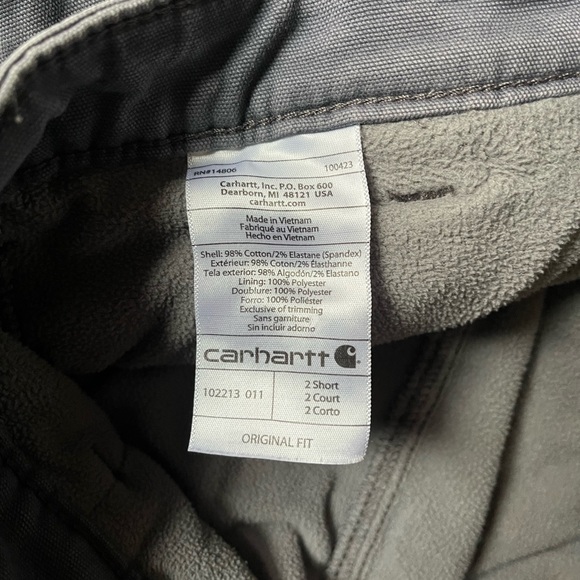 RN#14806 100423
Carhartt, Inc. P.O. Box 600
Dearborn, MI 48121 USA
carhartt.com
Made in Vietnam
Fabriqué au Vietnam
Hecho en Vietnam
Shell: 98% Cotton/2% Elastane (Spandex)
Extérieur: 98% Coton/2% Élasthanne
Tela exterior: 98% Algodón/2% Elastano
Lining: 100% Polyester
Doublure: 100% Polyester
Forro: 100% Poliéster
Exclusive of trimming
Sans garniture
Sin incluir adorno
carhartt
102213 011
2 Short
2 Court
2 Corto
ORIGINAL FIT